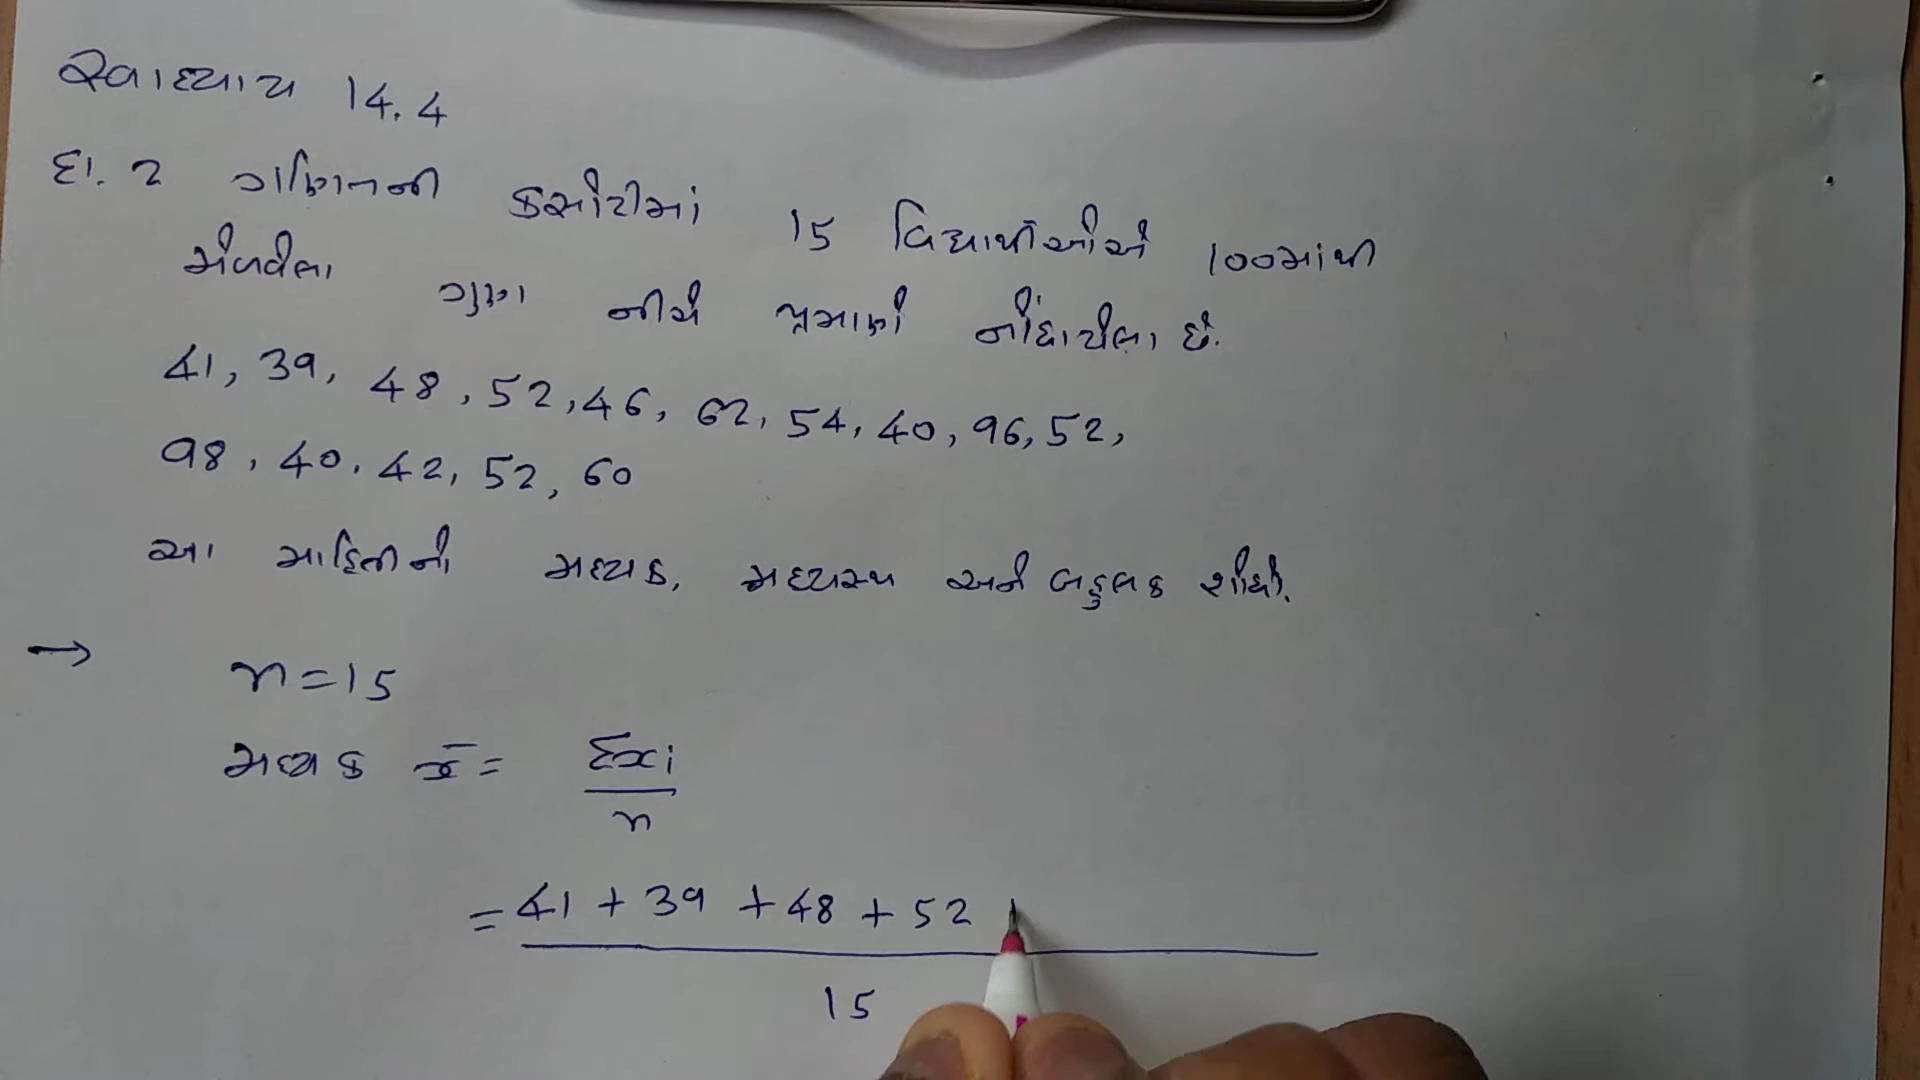 સ્વાધ્યાય 14.4
દા. 2 ગણિતની કસોટીમાં 15 વિદ્યાર્થીઓએ 100માંથી
મેળવેલા ગુણ નીચે પ્રમાણે નોંધાયેલા છે.
41, 39, 48, 52, 46, 62, 54, 40, 96, 52,
98, 40, 42, 52, 60
આ માહિતીનો મધ્યક, મધ્યસ્થ અને બહુલક શોધો.
→ n=15
મધ્યક x̄ = Σxi / n
= 41 + 39 + 48 + 52
15